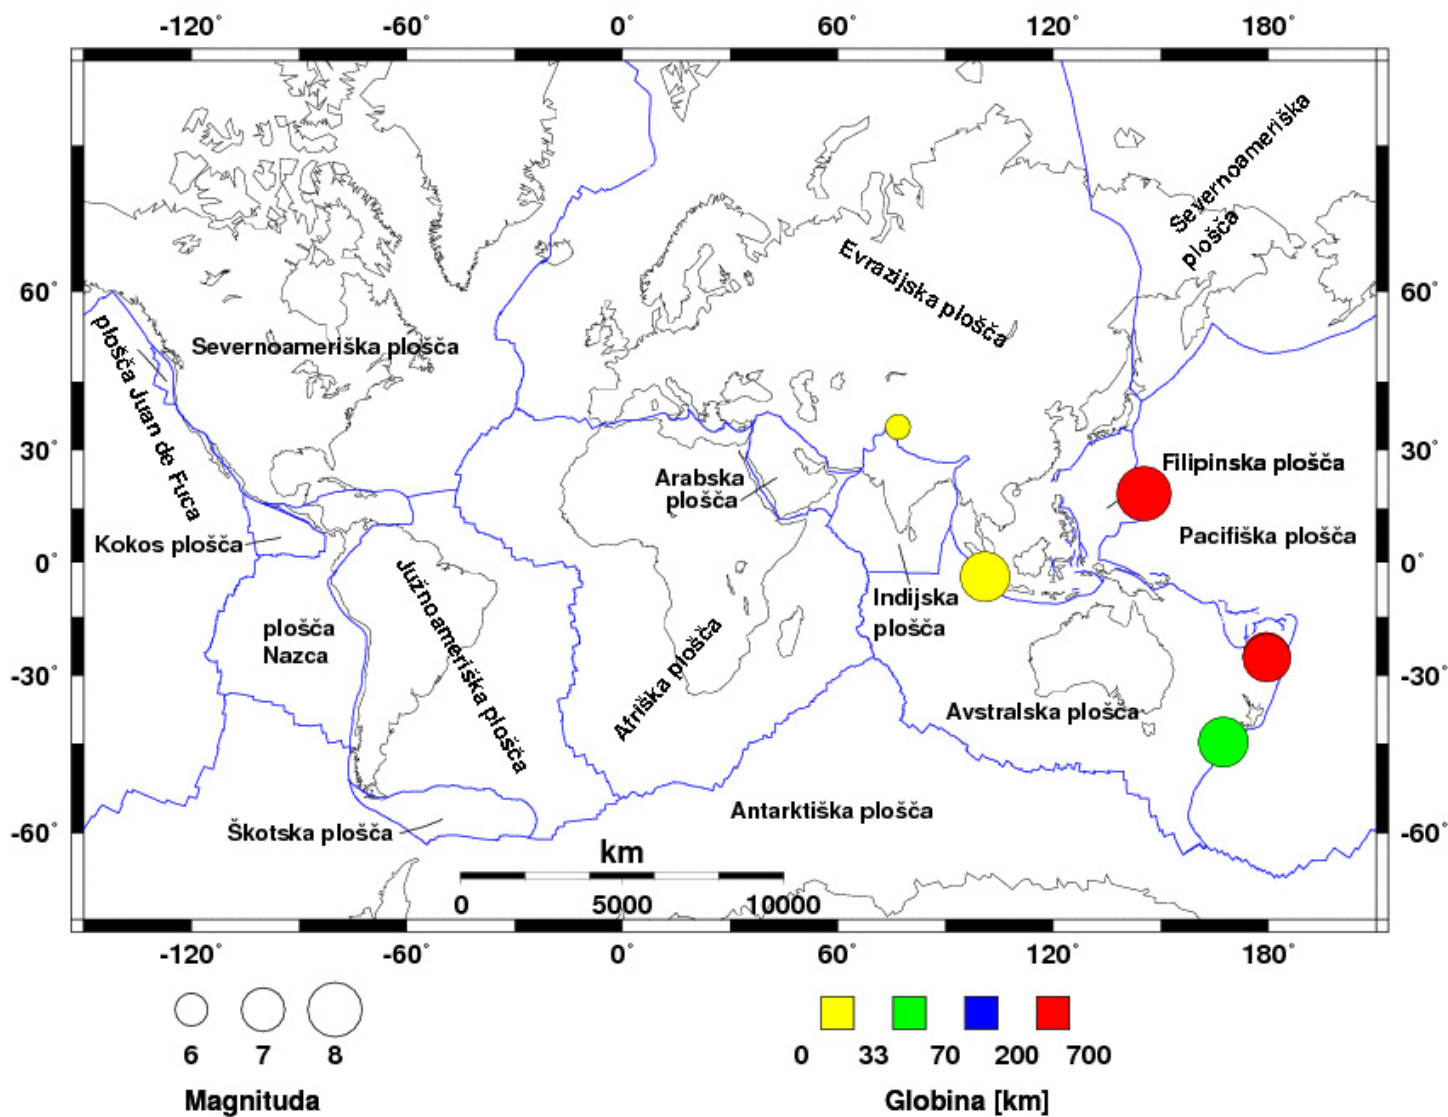 -120° -60° 0° 60° 120° 180°
Severnoameriška
plošča
Evrazijska plošča
60° 60°
plošča Juan de Fuca
Severnoameriška plošča
30° 30°
Filipinska plošča
Arabska
plošča
Pacifiška plošča
Kokos plošča
0° 0°
Južnoameriška plošča
Indijska
plošča
plošča
Nazca
Afriška plošča
-30° -30°
Avstralska plošča
Antarktiška plošča
Škotska plošča
-60° -60°
km
0 5000 10000
-120° -60° 0° 60° 120° 180°
6 7 8
0 33 70 200 700
Magnituda
Globina [km]